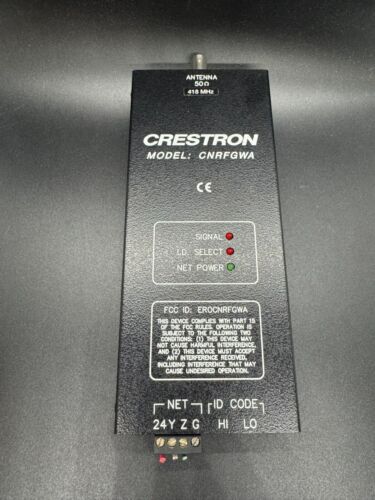 ANTENNA
50Ω
418 MHz
CRESTRON
MODEL: CNRFGWA
CE
SIGNAL
I.D. SELECT
NET POWER
FCC ID: EROCNRFGWA
THIS DEVICE COMPLIES WITH PART 15
OF THE FCC RULES. OPERATION IS
SUBJECT TO THE FOLLOWING TWO
CONDITIONS: (1) THIS DEVICE MAY
NOT CAUSE HARMFUL INTERFERENCE,
AND (2) THIS DEVICE MUST ACCEPT
ANY INTERFERENCE RECEIVED,
INCLUDING INTERFERENCE THAT MAY
CAUSE UNDESIRED OPERATION.
NET ID CODE
24 Y Z G HI LO